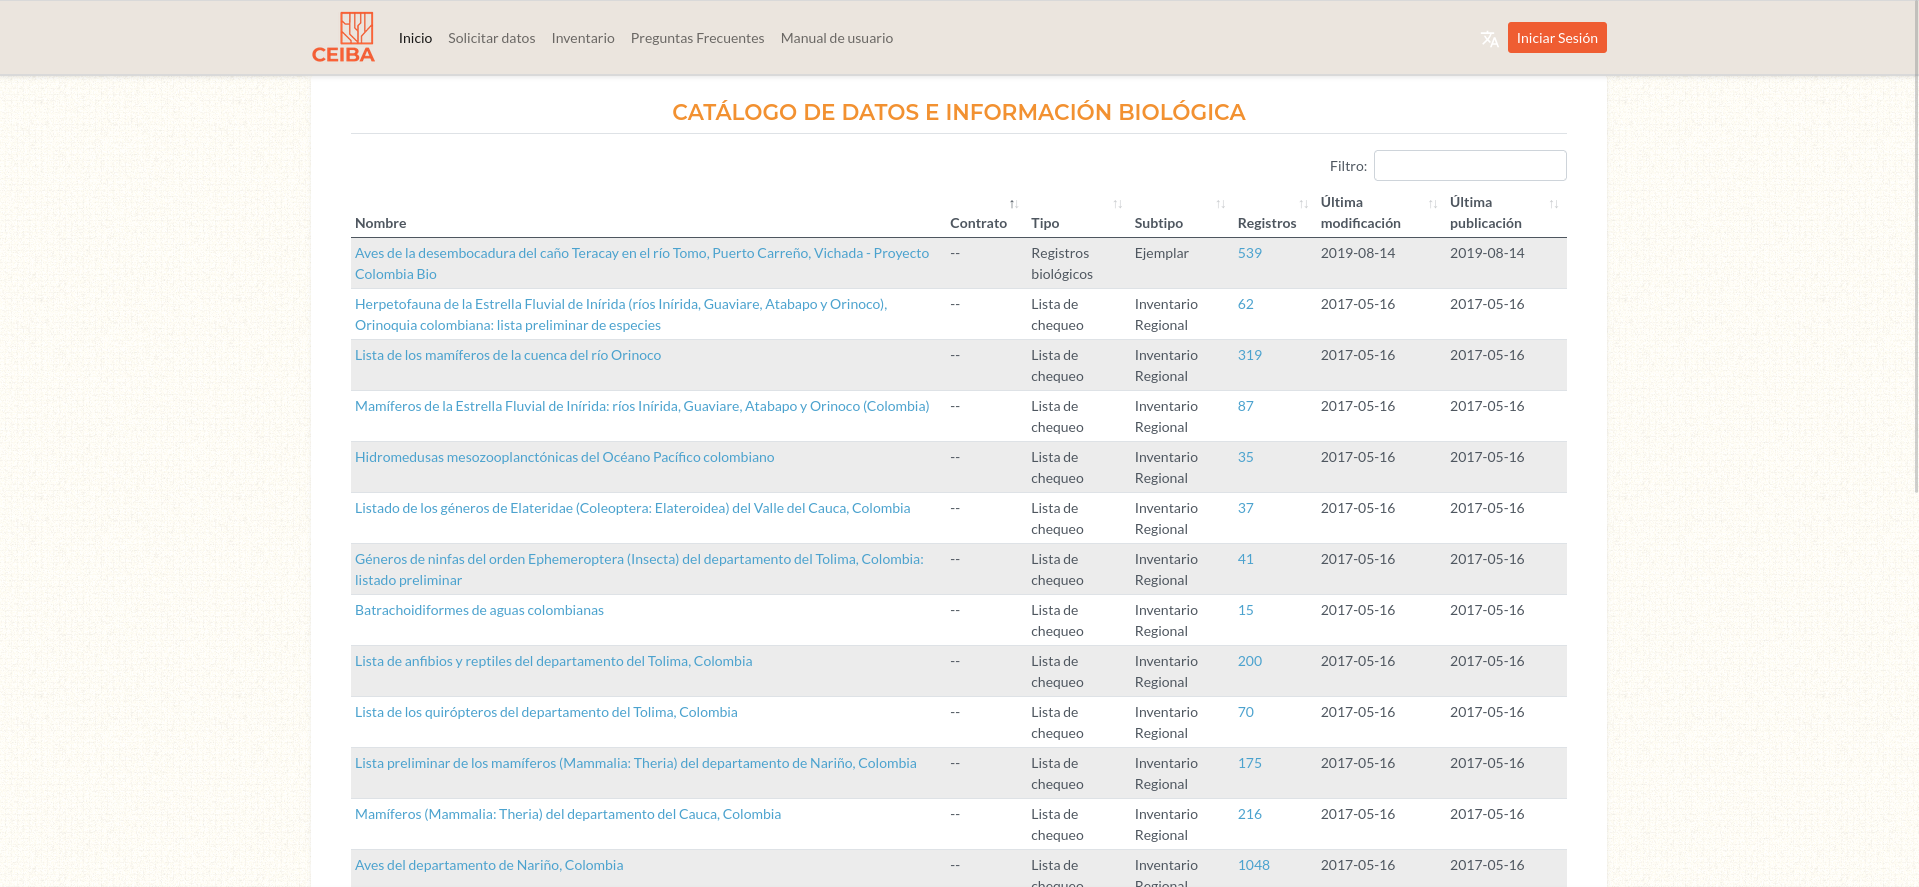 CEIBA
Inicio Solicitar datos Inventario Preguntas Frecuentes Manual de usuario Iniciar Sesión
CATÁLOGO DE DATOS E INFORMACIÓN BIOLÓGICA
Filtro:
Nombre Contrato Tipo Subtipo Registros Última modificación Última publicación
Aves de la desembocadura del caño Teracay en el río Tomo, Puerto Carreño, Vichada - Proyecto -- Registros Ejemplar 539 2019-08-14 2019-08-14
Colombia Bio biológicos
Herpetofauna de la Estrella Fluvial de Inírida (ríos Inírida, Guaviare, Atabapo y Orinoco), -- Lista de Inventario 62 2017-05-16 2017-05-16
Orinoquia colombiana: lista preliminar de especies chequeo Regional
Lista de los mamíferos de la cuenca del río Orinoco -- Lista de Inventario 319 2017-05-16 2017-05-16
chequeo Regional
Mamíferos de la Estrella Fluvial de Inírida: ríos Inírida, Guaviare, Atabapo y Orinoco (Colombia) -- Lista de Inventario 87 2017-05-16 2017-05-16
chequeo Regional
Hidromedusas mesozooplanctónicas del Océano Pacífico colombiano -- Lista de Inventario 35 2017-05-16 2017-05-16
chequeo Regional
Listado de los géneros de Elateridae (Coleoptera: Elateroidea) del Valle del Cauca, Colombia -- Lista de Inventario 37 2017-05-16 2017-05-16
chequeo Regional
Géneros de ninfas del orden Ephemeroptera (Insecta) del departamento del Tolima, Colombia: -- Lista de Inventario 41 2017-05-16 2017-05-16
listado preliminar chequeo Regional
Batrachoidiformes de aguas colombianas -- Lista de Inventario 15 2017-05-16 2017-05-16
chequeo Regional
Lista de anfibios y reptiles del departamento del Tolima, Colombia -- Lista de Inventario 200 2017-05-16 2017-05-16
chequeo Regional
Lista de los quirópteros del departamento del Tolima, Colombia -- Lista de Inventario 70 2017-05-16 2017-05-16
chequeo Regional
Lista preliminar de los mamíferos (Mammalia: Theria) del departamento de Nariño, Colombia -- Lista de Inventario 175 2017-05-16 2017-05-16
chequeo Regional
Mamíferos (Mammalia: Theria) del departamento del Cauca, Colombia -- Lista de Inventario 216 2017-05-16 2017-05-16
chequeo Regional
Aves del departamento de Nariño, Colombia -- Lista de Inventario 1048 2017-05-16 2017-05-16
chequeo Regional